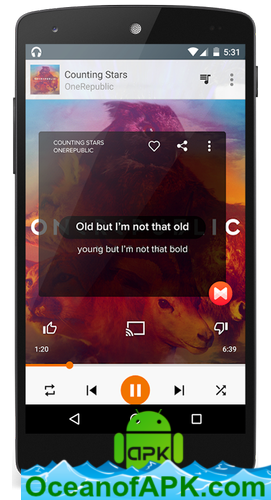 5:31
Counting Stars
OneRepublic
COUNTING STARS
ONEREPUBLIC
Old but I'm not that old
young but I'm not that bold
1:20
6:39
apk
OceanofAPK.com